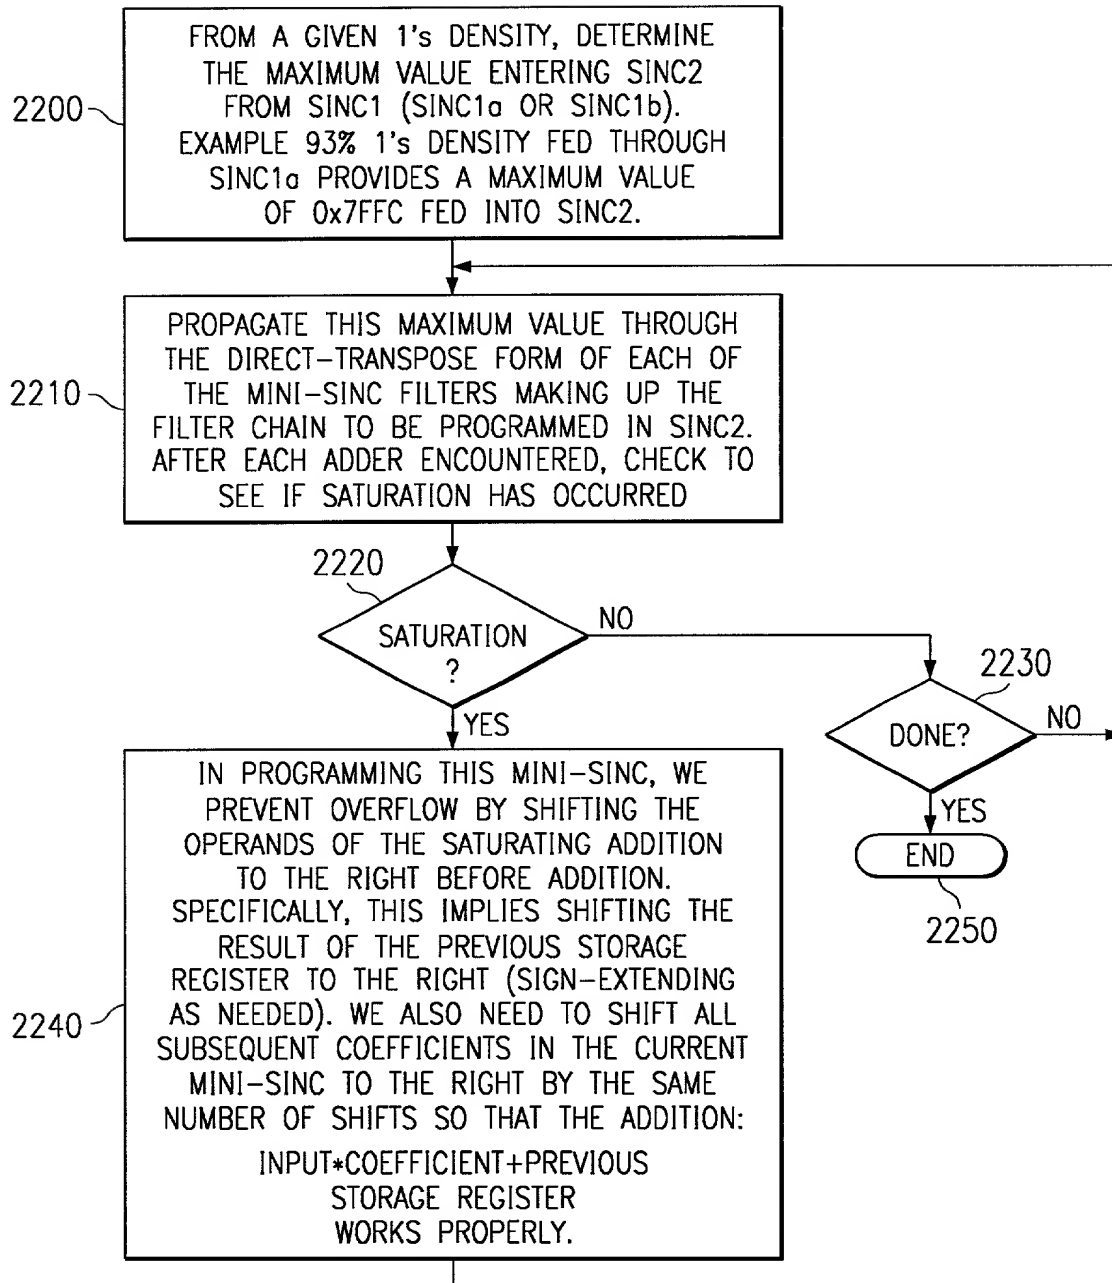 2200
FROM A GIVEN 1's DENSITY, DETERMINE
THE MAXIMUM VALUE ENTERING SINC2
FROM SINC1 (SINC1a OR SINC1b).
EXAMPLE 93% 1's DENSITY FED THROUGH
SINC1a PROVIDES A MAXIMUM VALUE
OF 0x7FFC FED INTO SINC2.
2210
PROPAGATE THIS MAXIMUM VALUE THROUGH
THE DIRECT-TRANSPOSE FORM OF EACH OF
THE MINI-SINC FILTERS MAKING UP THE
FILTER CHAIN TO BE PROGRAMMED IN SINC2.
AFTER EACH ADDER ENCOUNTERED, CHECK TO
SEE IF SATURATION HAS OCCURRED
2220
SATURATION
?
NO
YES
2230
DONE?
NO
YES
END
2250
2240
IN PROGRAMMING THIS MINI-SINC, WE
PREVENT OVERFLOW BY SHIFTING THE
OPERANDS OF THE SATURATING ADDITION
TO THE RIGHT BEFORE ADDITION.
SPECIFICALLY, THIS IMPLIES SHIFTING THE
RESULT OF THE PREVIOUS STORAGE
REGISTER TO THE RIGHT (SIGN-EXTENDING
AS NEEDED). WE ALSO NEED TO SHIFT ALL
SUBSEQUENT COEFFICIENTS IN THE CURRENT
MINI-SINC TO THE RIGHT BY THE SAME
NUMBER OF SHIFTS SO THAT THE ADDITION:
INPUT*COEFFICIENT+PREVIOUS
STORAGE REGISTER
WORKS PROPERLY.